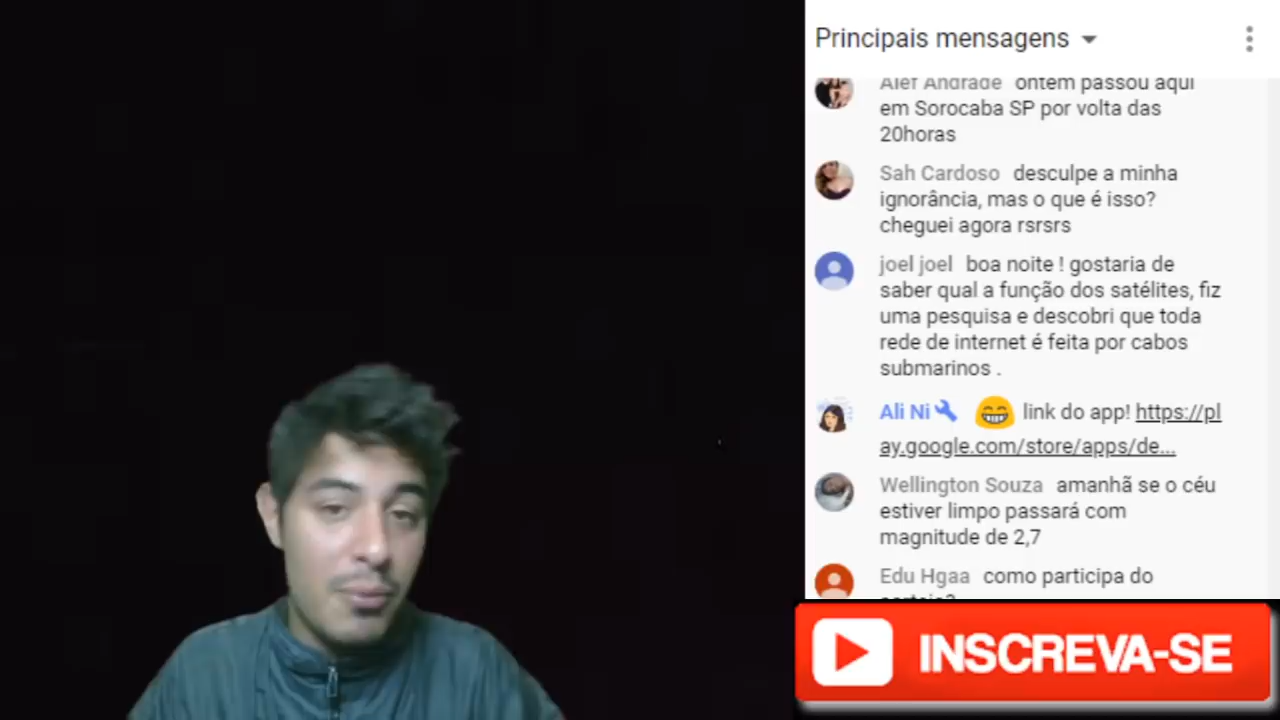 Principais mensagens
Alef Andrade ontem passou aqui
em Sorocaba SP por volta das
20horas
Sah Cardoso desculpe a minha
ignorância, mas o que é isso?
cheguei agora rsrsrs
joel joel boa noite ! gostaria de
saber qual a função dos satélites, fiz
uma pesquisa e descobri que toda
rede de internet é feita por cabos
submarinos .
Ali Ni 😁 link do app! https://pl
ay.google.com/store/apps/de...
Wellington Souza amanhã se o céu
estiver limpo passará com
magnitude de 2,7
Edu Hgaa como participa do
INSCREVA-SE